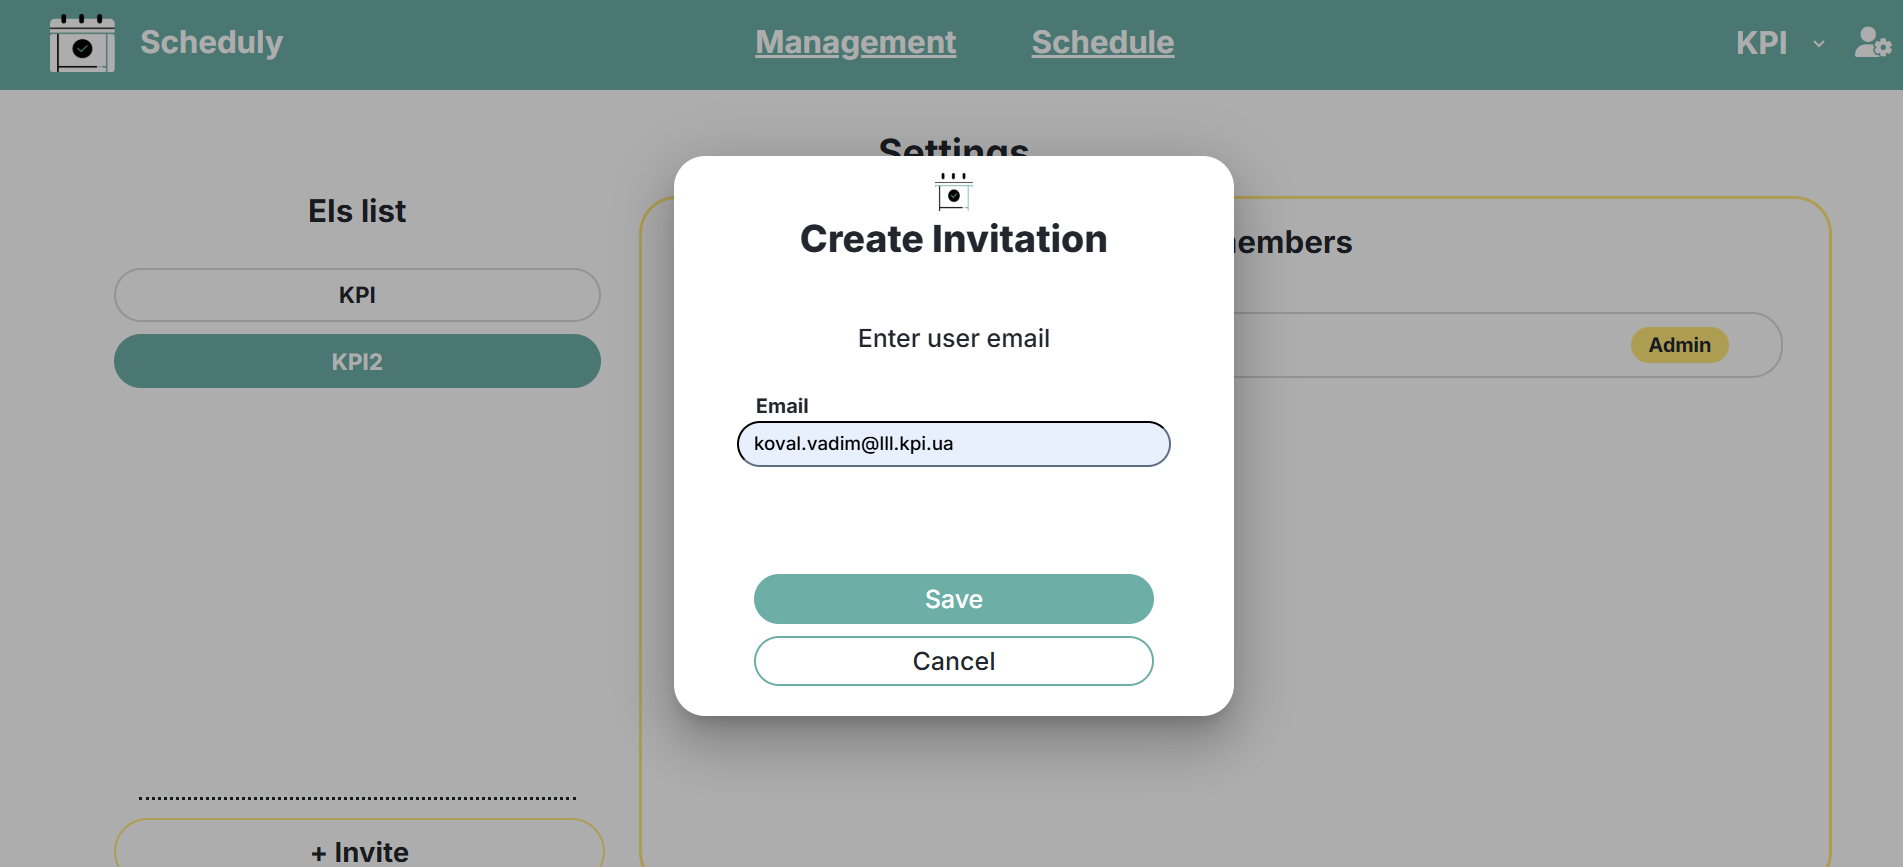 Scheduly
Management
Schedule
KPI
Settings
EIs list
KPI
KPI2
+ Invite
embers
Admin
Create Invitation
Enter user email
Email
koval.vadim@lll.kpi.ua
Save
Cancel